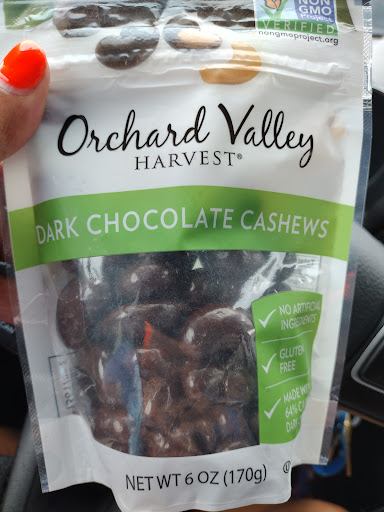 NON
GMO
Project
VERIFIED
nongmoproject.org
Orchard Valley
HARVEST®
DARK CHOCOLATE CASHEWS
NO ARTIFICIAL
INGREDIENTS
GLUTEN
FREE
MADE WITH
64%
DARK
NET WT 6 OZ (170g)